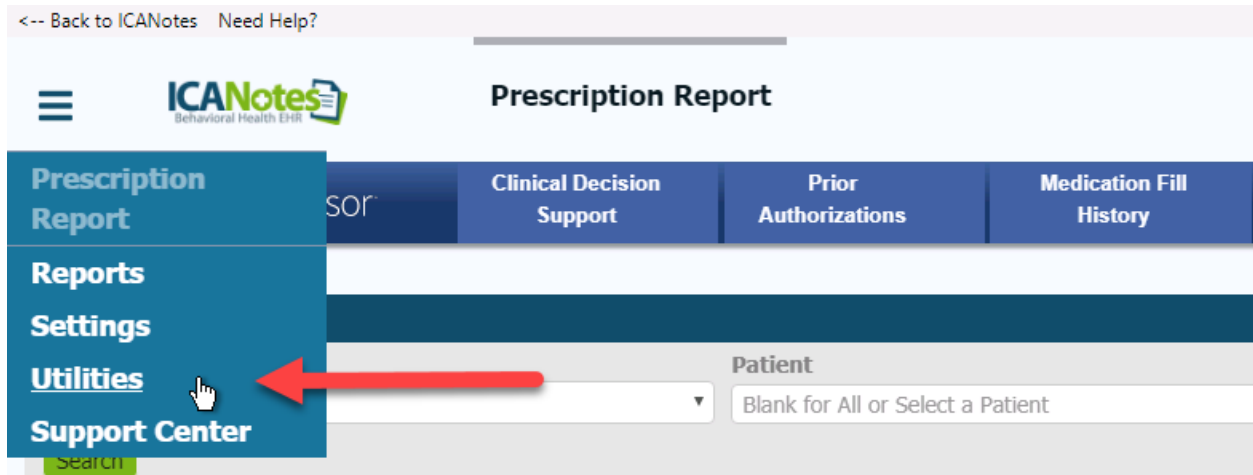 <-- Back to ICANotes Need Help?
ICANotes
Behavioral Health EHR
Prescription Report
Prescription
Report
Reports
Settings
Utilities
Support Center
sor
Clinical Decision
Support
Prior
Authorizations
Medication Fill
History
Patient
Blank for All or Select a Patient
Search